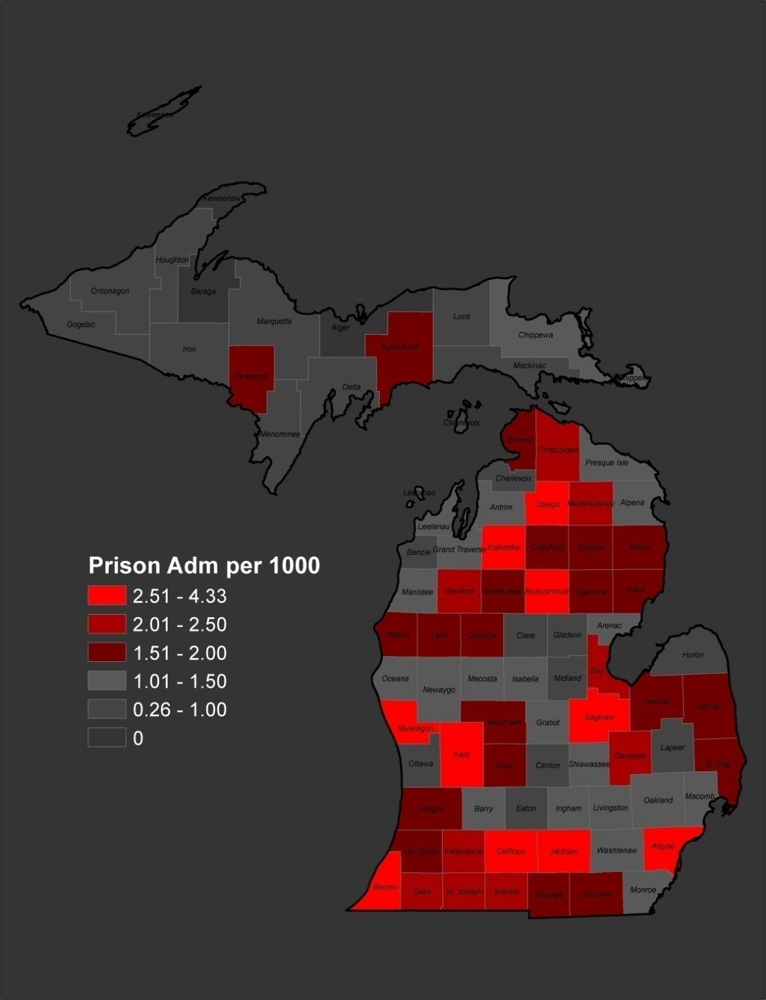 Keweenaw
Keweenaw
Houghton
Ontonagon
Baraga
Gogebic
Marquette
Alger
Luce
Chippewa
Iron
Schoolcraft
Mackinac
Dickinson
Chippewa
Delta
Menominee
Charlevoix
Emmet
Cheboygan
Presque Isle
Charlevoix
Leelanau
Antrim
Otsego
Montmorency
Alpena
Leelanau
Benzie
Grand Traverse
Kalkaska
Crawford
Oscoda
Alcona
Manistee
Wexford
Missaukee
Roscommon
Ogemaw
Iosco
Prison Adm per 1000
2.51 - 4.33
2.01 - 2.50
1.51 - 2.00
1.01 - 1.50
0.26 - 1.00
0
Mason
Lake
Osceola
Clare
Gladwin
Arenac
Huron
Oceana
Newaygo
Mecosta
Isabella
Midland
Bay
Tuscola
Sanilac
Muskegon
Montcalm
Gratiot
Saginaw
Ottawa
Kent
Ionia
Clinton
Shiawassee
Genesee
Lapeer
St. Clair
Allegan
Barry
Eaton
Ingham
Livingston
Oakland
Macomb
Van Buren
Kalamazoo
Calhoun
Jackson
Washtenaw
Wayne
Berrien
Cass
St. Joseph
Branch
Hillsdale
Lenawee
Monroe